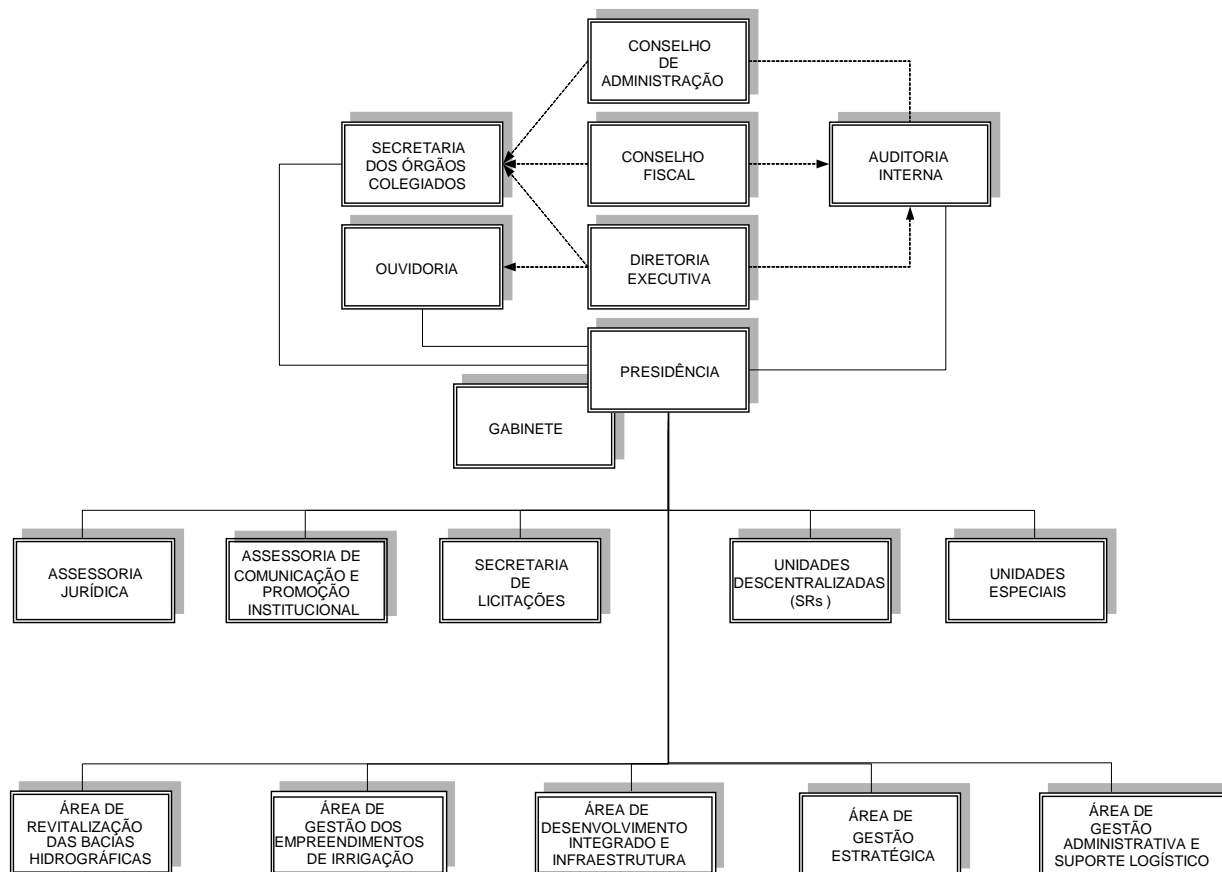 CONSELHO
DE
ADMINISTRAÇÃO
SECRETARIA
DOS ÓRGÃOS
COLEGIADOS
CONSELHO
FISCAL
AUDITORIA
INTERNA
OUVIDORIA
DIRETORIA
EXECUTIVA
PRESIDÊNCIA
GABINETE
ASSESSORIA
JURÍDICA
ASSESSORIA DE
COMUNICAÇÃO E
PROMOÇÃO
INSTITUCIONAL
SECRETARIA
DE
LICITAÇÕES
UNIDADES
DESCENTRALIZADAS
(SRs )
UNIDADES
ESPECIAIS
ÁREA DE
REVITALIZAÇÃO
DAS BACIAS
HIDROGRÁFICAS
ÁREA DE
GESTÃO DOS
EMPREENDIMENTOS
DE IRRIGAÇÃO
ÁREA DE
DESENVOLVIMENTO
INTEGRADO E
INFRAESTRUTURA
ÁREA DE
GESTÃO
ESTRATÉGICA
ÁREA DE
GESTÃO
ADMINISTRATIVA E
SUPORTE LOGÍSTICO